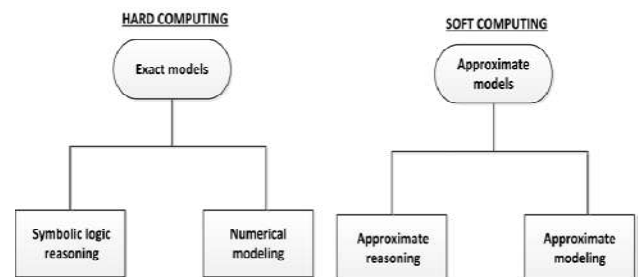 HARD COMPUTING
Exact models
Symbolic logic
reasoning
Numerical
modeling
SOFT COMPUTING
Approximate
models
Approximate
reasoning
Approximate
modeling